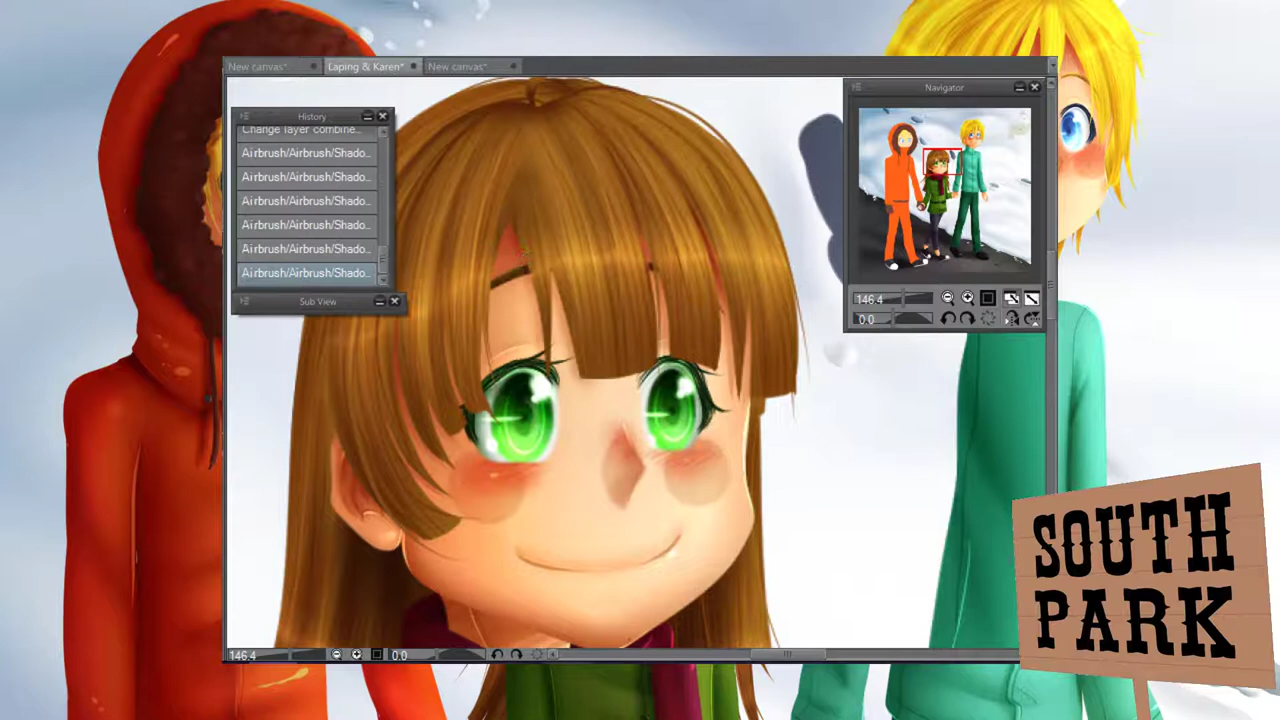 New canvas*
Laping & Karen*
New canvas*
History
Change layer combine...
Airbrush/Airbrush/Shado...
Airbrush/Airbrush/Shado...
Airbrush/Airbrush/Shado...
Airbrush/Airbrush/Shado...
Airbrush/Airbrush/Shado...
Airbrush/Airbrush/Shado...
Sub View
Navigator
146.4
0.0
146.4
0.0
SOUTH
PARK